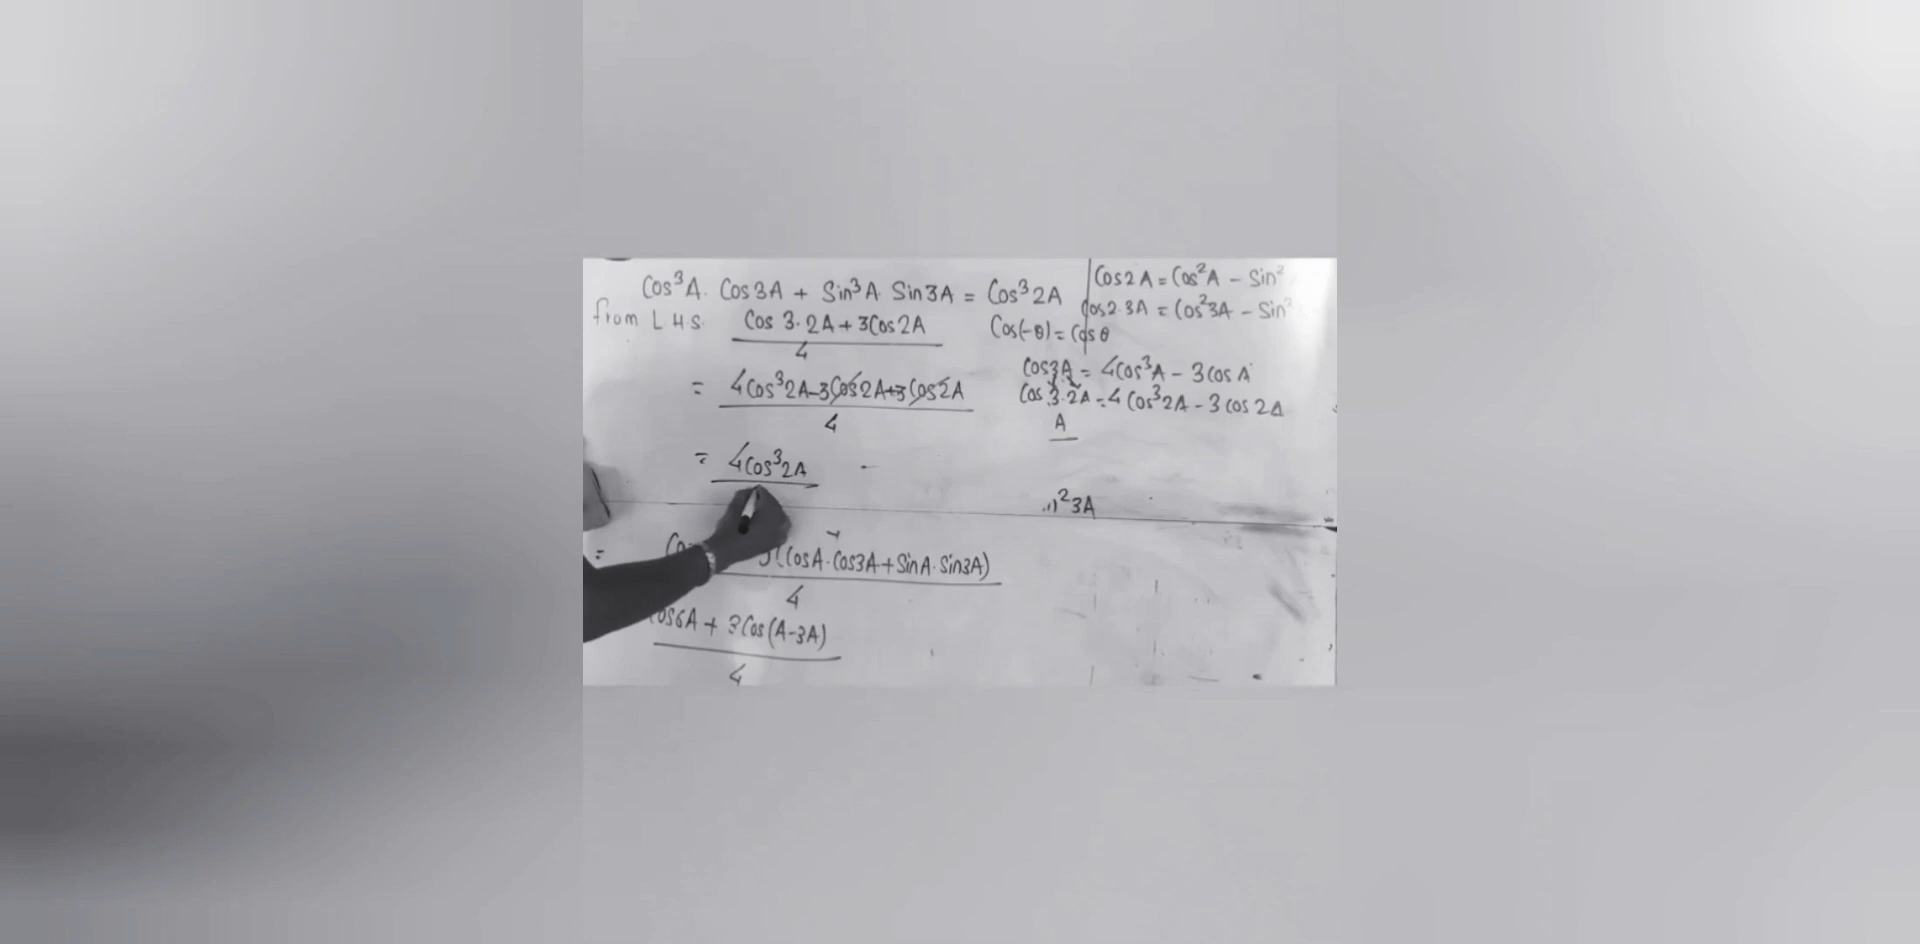 Cos³A. Cos3A + Sin³A. Sin3A = Cos³2A
from L.H.S. Cos 3.2A + 3Cos2A
4
= 4Cos³2A-3Cos2A+3Cos2A
4
= 4Cos³2A
Cos2A = Cos²A - Sin²
Cos2.3A = Cos²3A - Sin²
Cos(-θ) = Cosθ
Cos3A = 4Cos³A - 3cosA
Cos 3.2A = 4Cos³2A - 3cos2A
A
²3A
= (CosA.Cos3A+SinA.Sin3A)
4
os6A + 3Cos(A-3A)
4